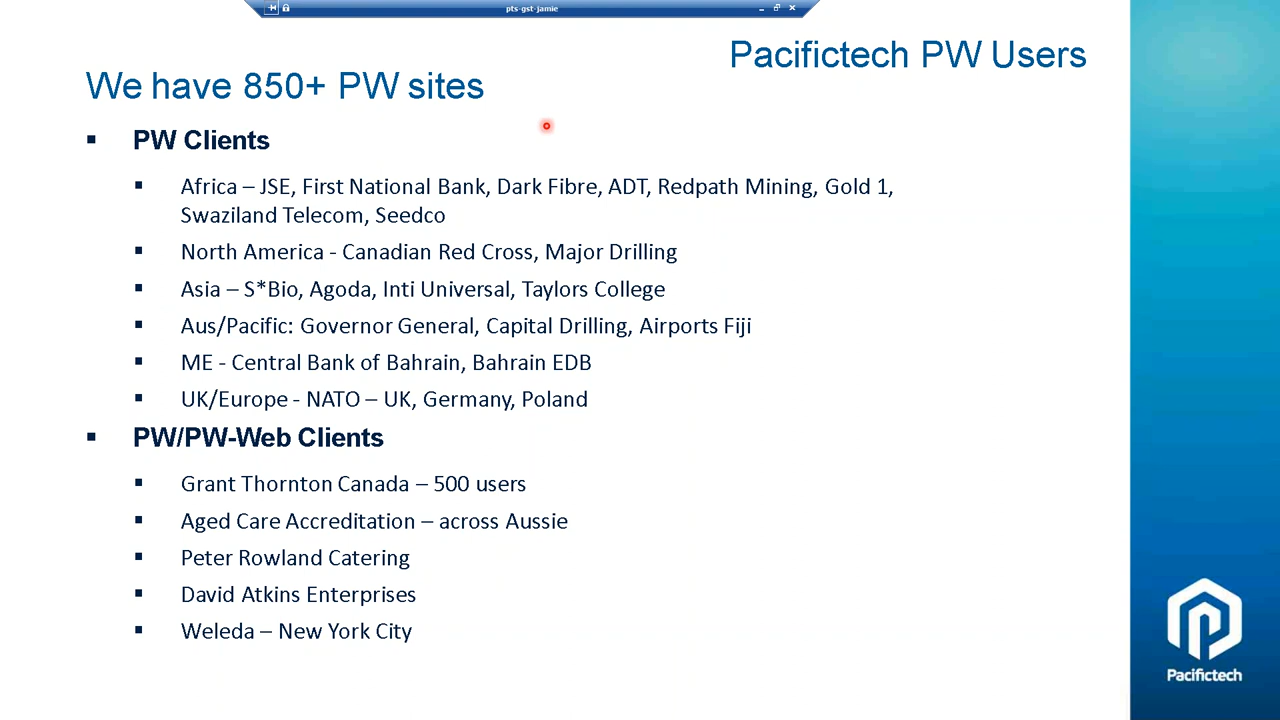 pts-gst-jamie
Pacifictech PW Users
We have 850+ PW sites
▪ PW Clients
▪ Africa – JSE, First National Bank, Dark Fibre, ADT, Redpath Mining, Gold 1,
Swaziland Telecom, Seedco
▪ North America - Canadian Red Cross, Major Drilling
▪ Asia – S*Bio, Agoda, Inti Universal, Taylors College
▪ Aus/Pacific: Governor General, Capital Drilling, Airports Fiji
▪ ME - Central Bank of Bahrain, Bahrain EDB
▪ UK/Europe - NATO – UK, Germany, Poland
▪ PW/PW-Web Clients
▪ Grant Thornton Canada – 500 users
▪ Aged Care Accreditation – across Aussie
▪ Peter Rowland Catering
▪ David Atkins Enterprises
▪ Weleda – New York City
Pacifictech